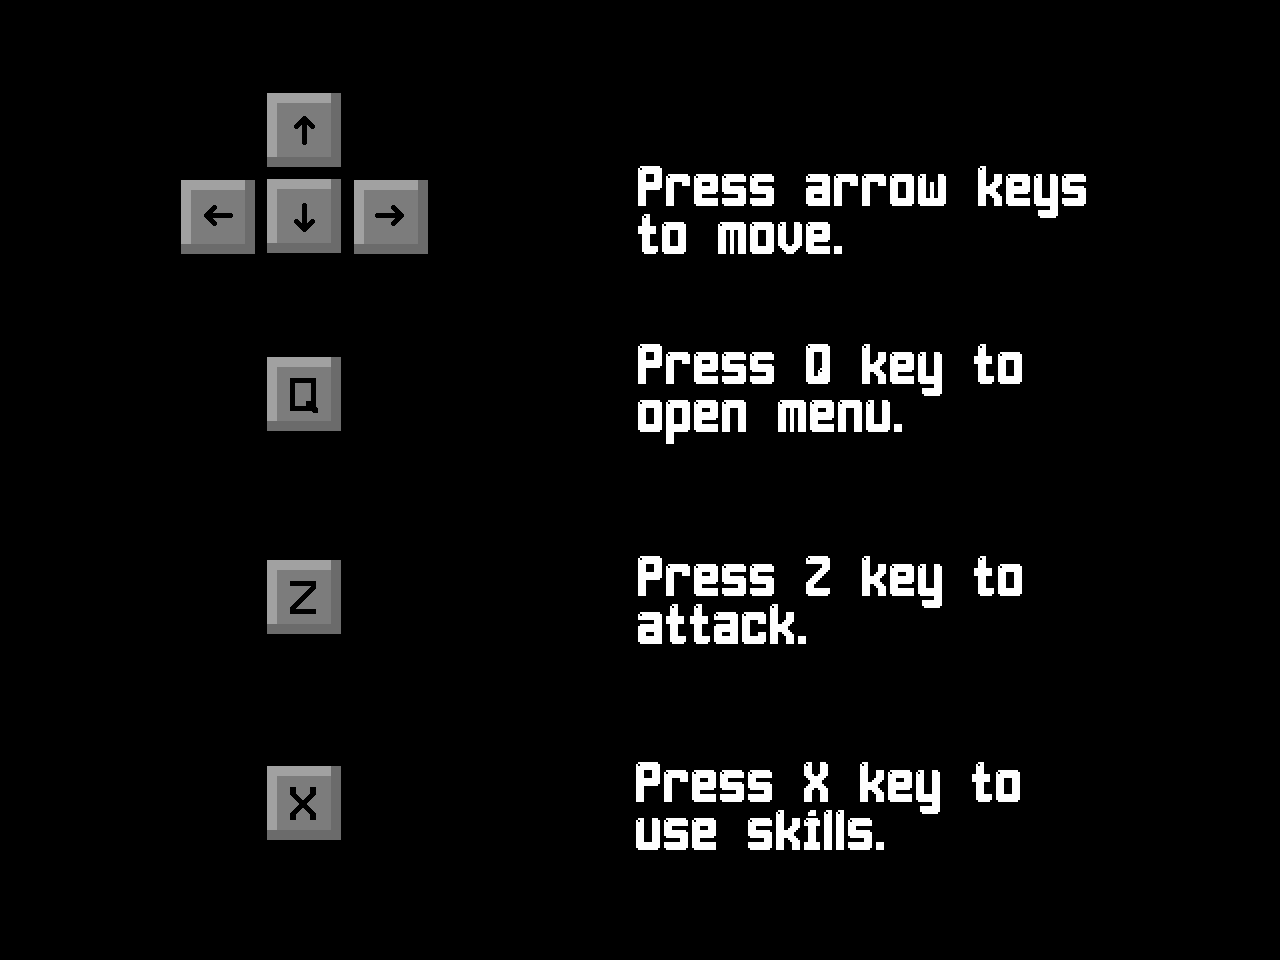 ↑
← ↓ →
Press arrow keys
to move.
Q
Press Q key to
open menu.
Z
Press Z key to
attack.
X
Press X key to
use skills.